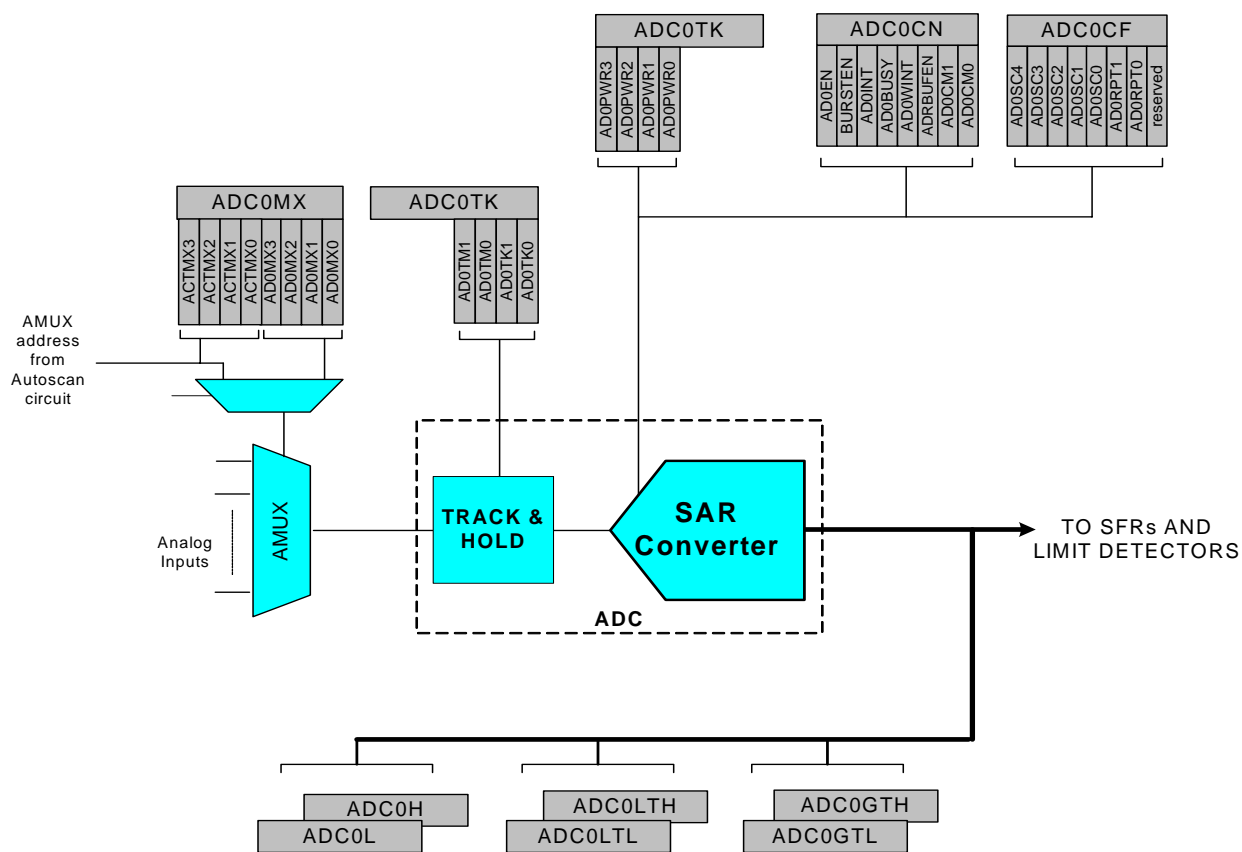 ADC0TK
AD0PWR3
AD0PWR2
AD0PWR1
AD0PWR0
ADC0CN
AD0EN
BURSTEN
AD0INT
AD0BUSY
AD0WINT
ADRBUFEN
AD0CM1
AD0CM0
ADC0CF
AD0SC4
AD0SC3
AD0SC2
AD0SC1
AD0SC0
AD0RPT1
AD0RPT0
reserved
ADC0MX
ACTMX3
ACTMX2
ACTMX1
ACTMX0
AD0MX3
AD0MX2
AD0MX1
AD0MX0
ADC0TK
AD0TM1
AD0TM0
AD0TK1
AD0TK0
AMUX
address
from
Autoscan
circuit
Analog
Inputs
AMUX
TRACK &
HOLD
SAR
Converter
ADC
TO SFRs AND
LIMIT DETECTORS
ADC0H
ADC0L
ADC0LTH
ADC0LTL
ADC0GTH
ADC0GTL